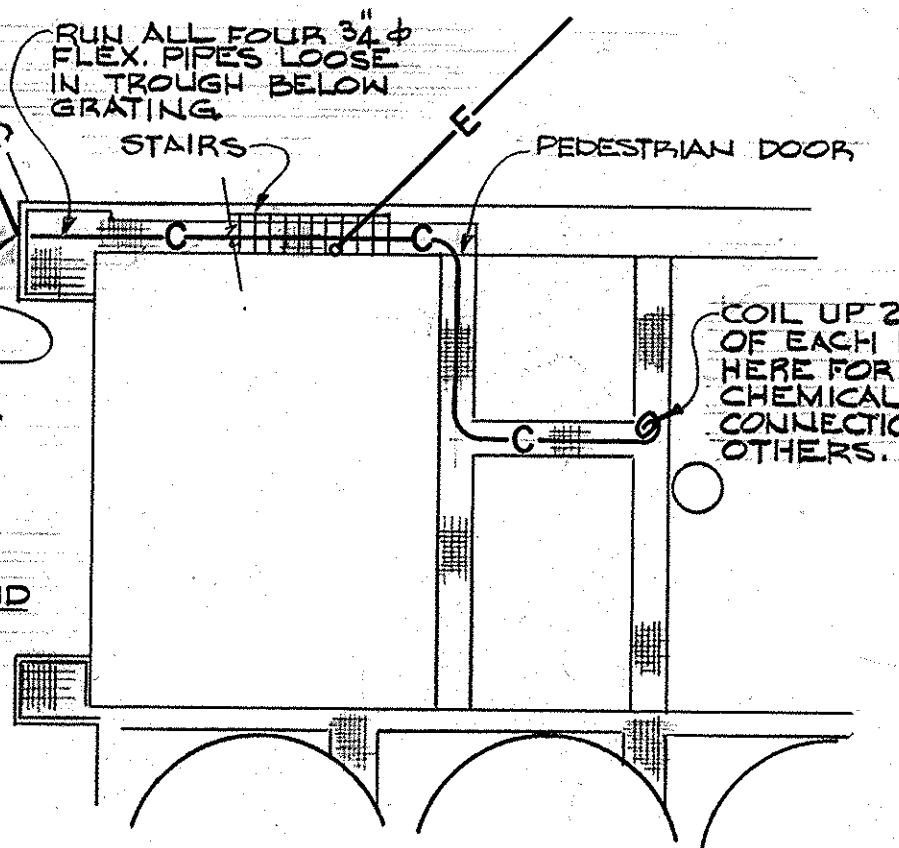 RUN ALL FOUR 3/4"ϕ
FLEX. PIPES LOOSE
IN TROUGH BELOW
GRATING.
STAIRS
E
PEDESTRIAN DOOR
C
C
COIL UP 2
OF EACH
HERE FOR
CHEMICAL
CONNECTIO
OTHERS.
C